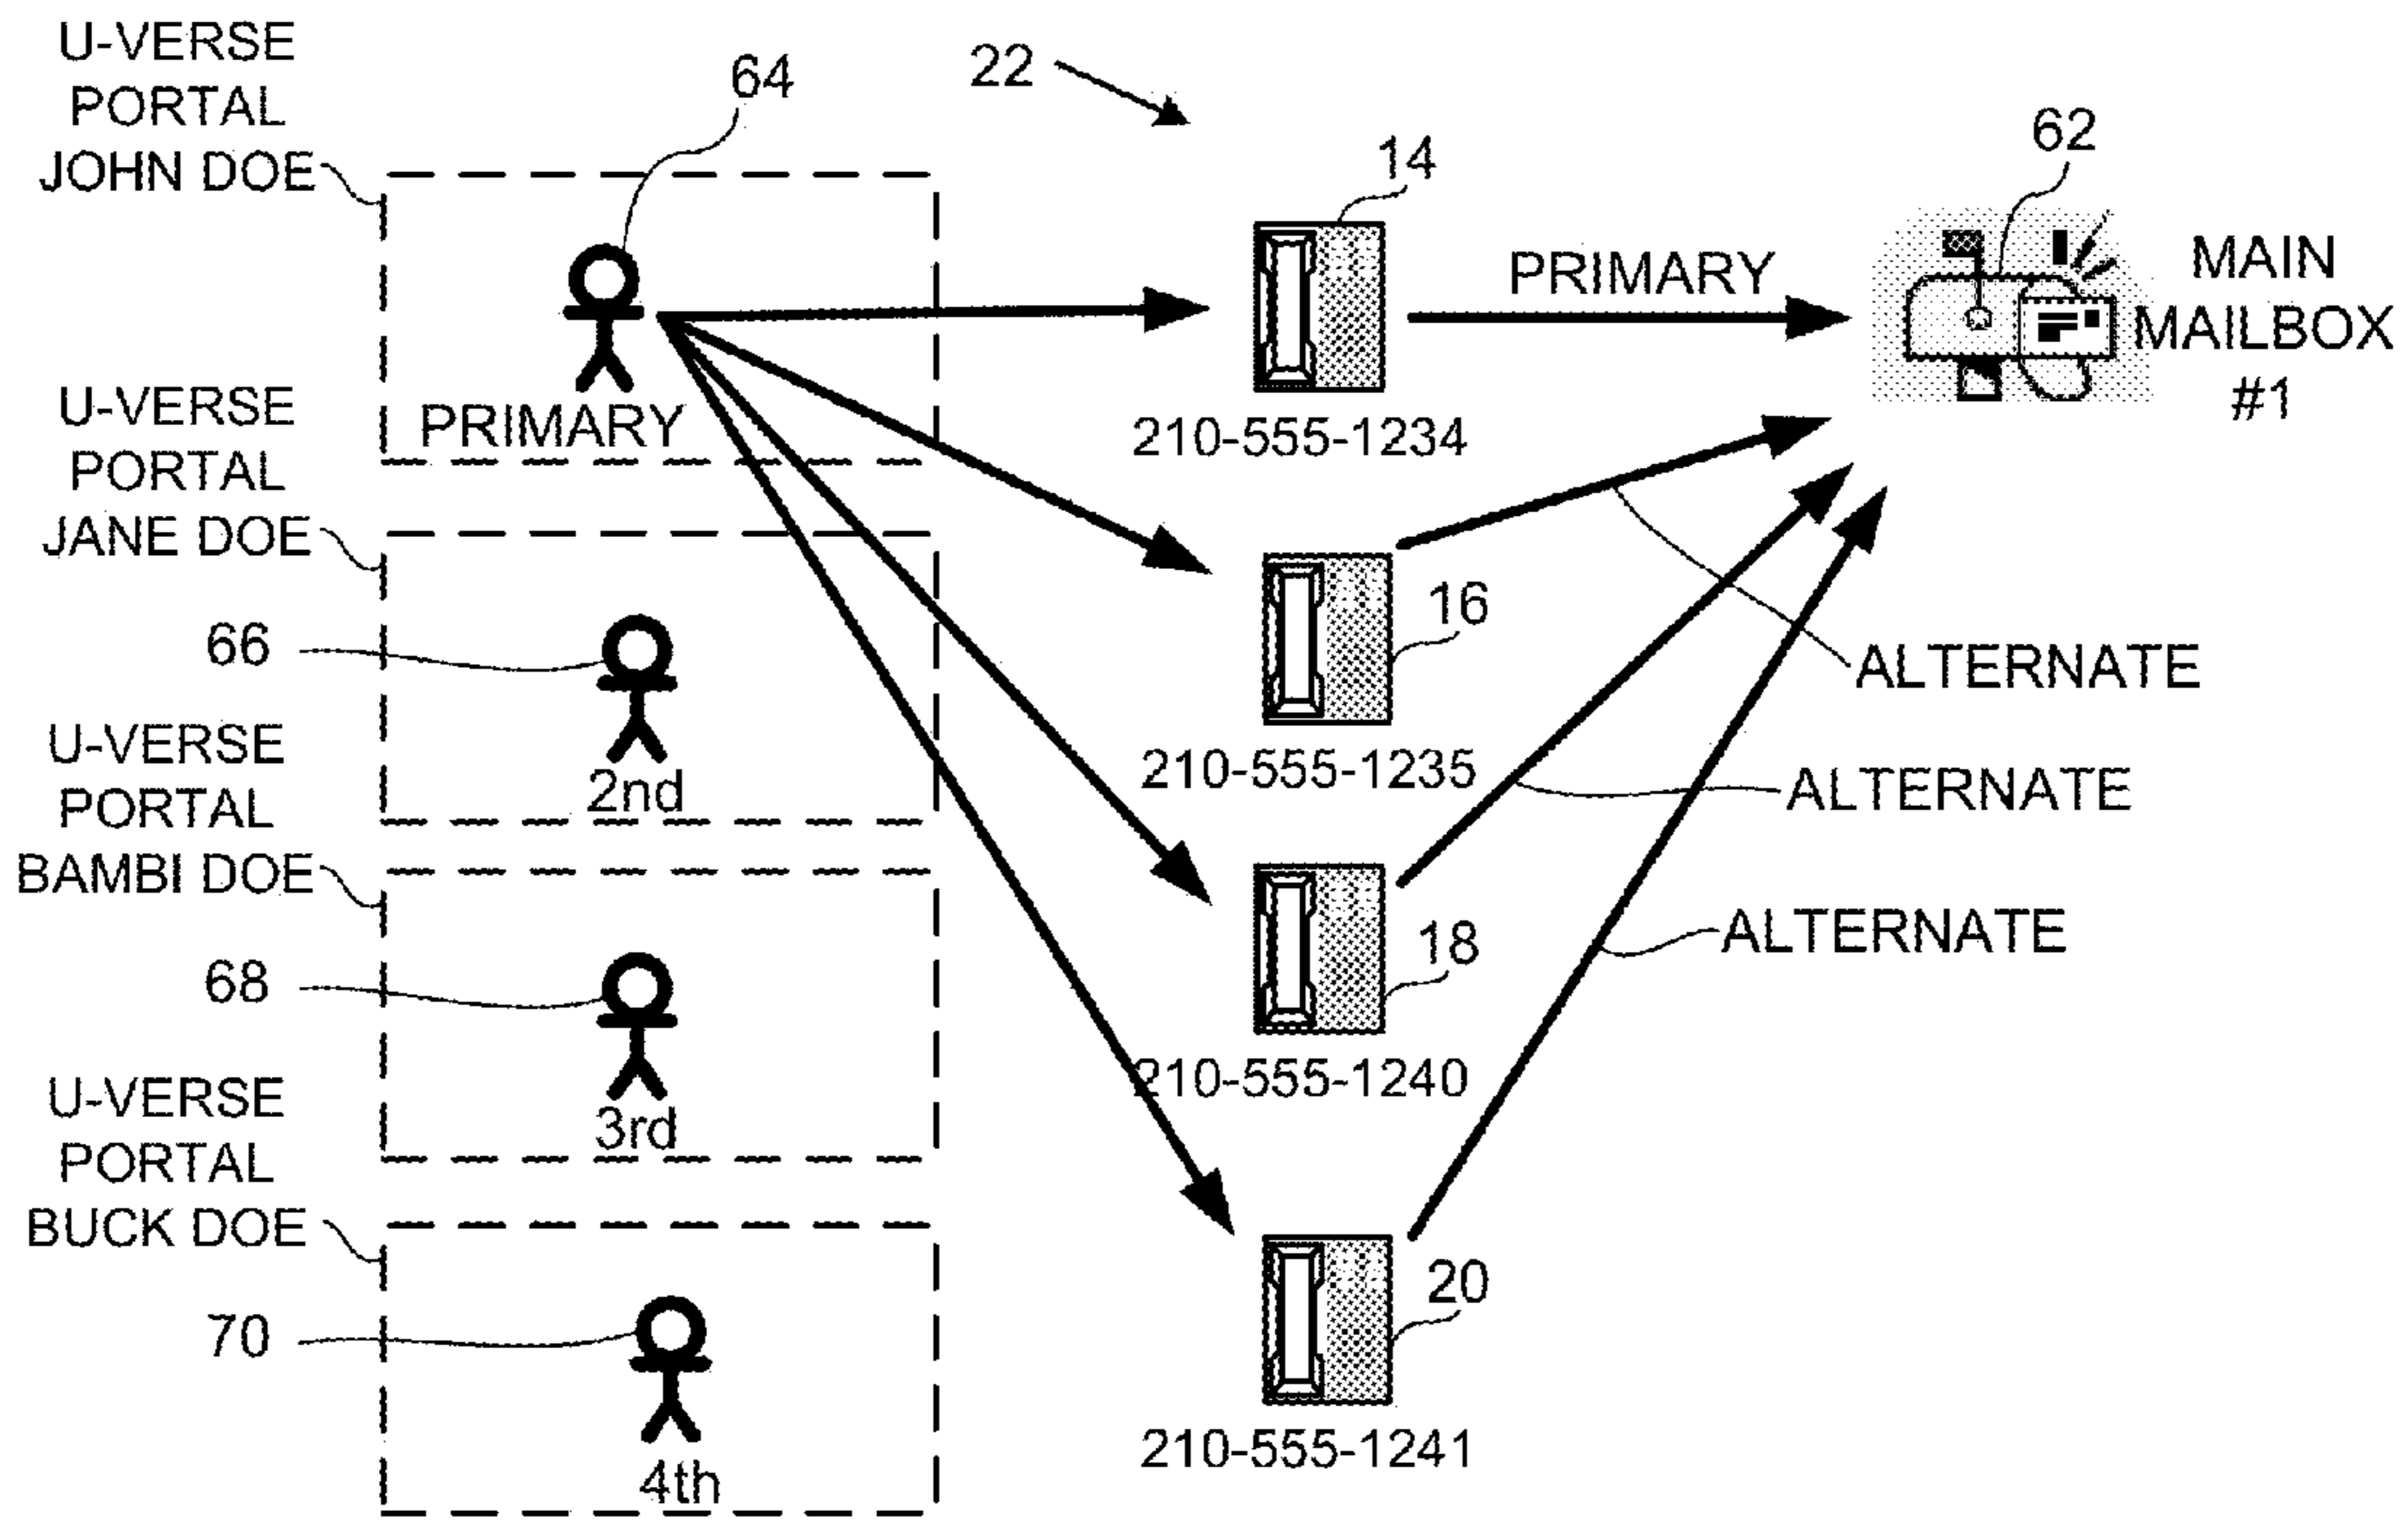 U-VERSE
PORTAL
JOHN DOE
64
22
14
62
PRIMARY
MAIN
MAILBOX
#1
PRIMARY
210-555-1234
U-VERSE
PORTAL
JANE DOE
66
2nd
16
210-555-1235
ALTERNATE
U-VERSE
PORTAL
BAMBI DOE
68
3rd
18
210-555-1240
ALTERNATE
ALTERNATE
U-VERSE
PORTAL
BUCK DOE
70
4th
20
210-555-1241